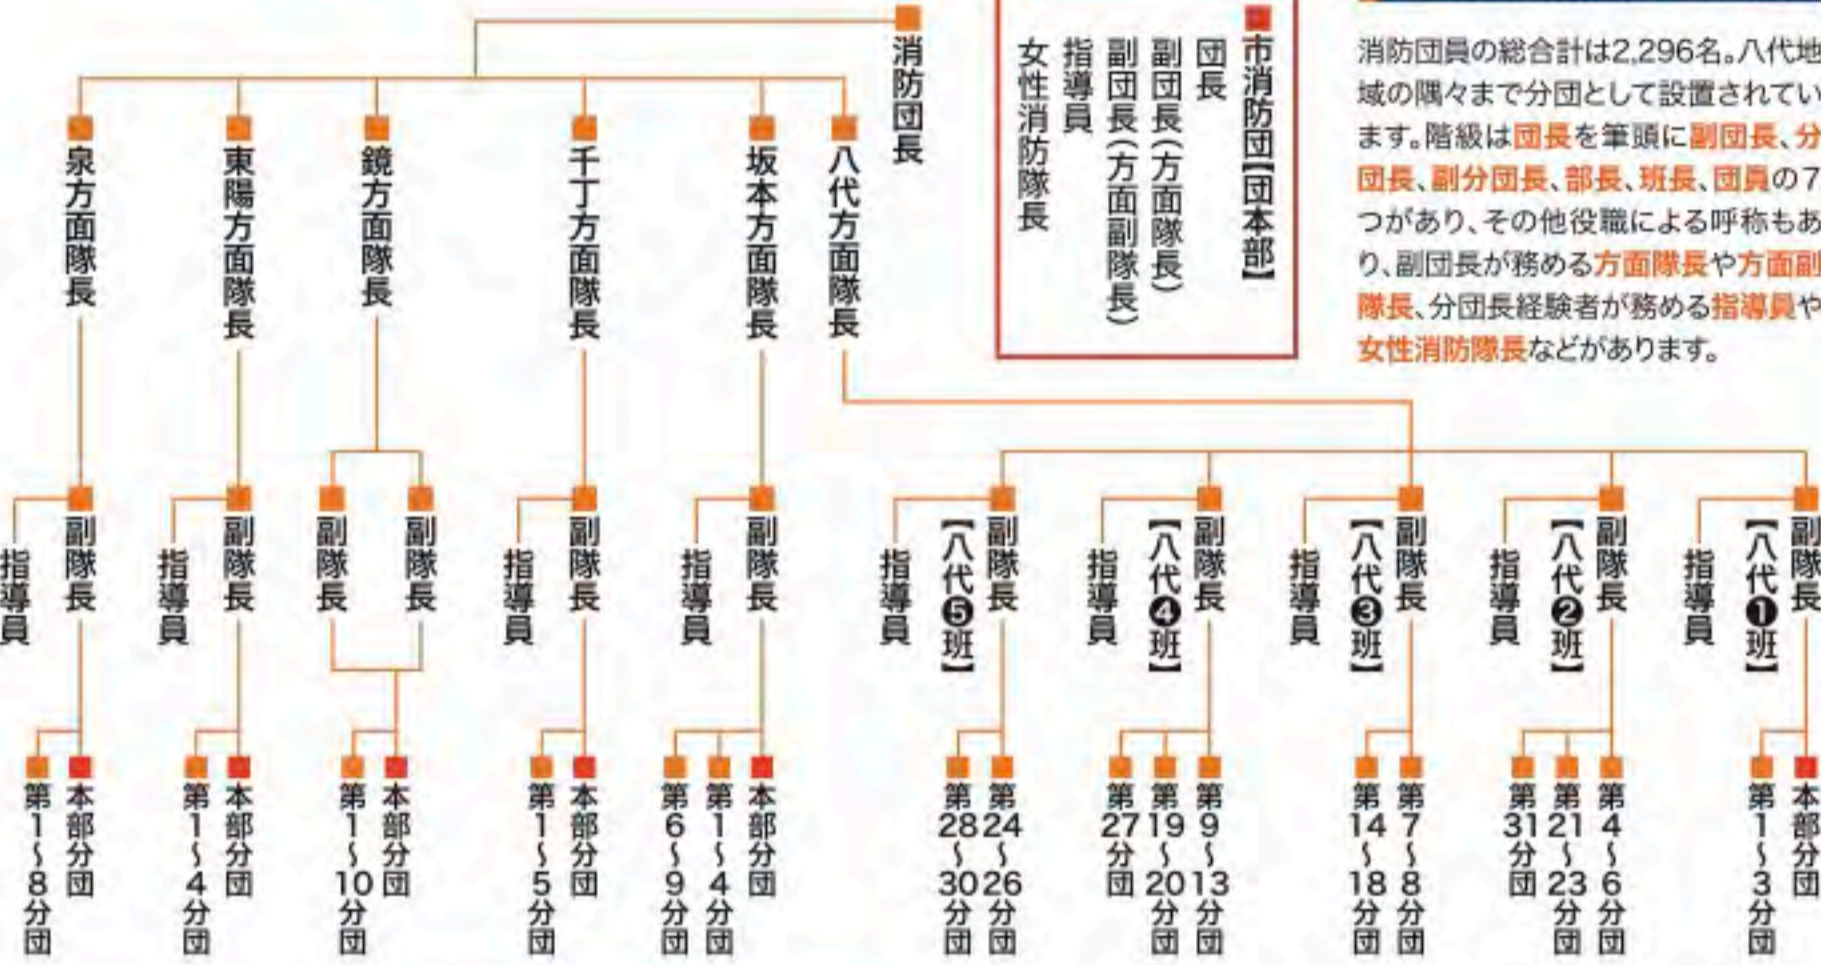 消防団員の総合計は2,296名。八代地
域の隅々まで分団として設置されてい
ます。階級は団長を筆頭に副団長、分
団長、副分団長、部長、班長、団員の7
つがあり、その他役職による呼称もあ
り、副団長が務める方面隊長や方面副
隊長、分団長経験者が務める指導員や
女性消防隊長などがあります。
市消防団【団本部】
団長
副団長(方面隊長)
副団長(方面副隊長)
指導員
女性消防隊長
消防団長
八代方面隊長
坂本方面隊長
千丁方面隊長
鏡方面隊長
東陽方面隊長
泉方面隊長
副隊長
【八代❶班】
指導員
副隊長
【八代❷班】
指導員
副隊長
【八代❸班】
指導員
副隊長
【八代❹班】
指導員
副隊長
【八代❺班】
指導員
副隊長
指導員
副隊長
指導員
副隊長
副隊長
副隊長
指導員
副隊長
指導員
本部分団
第1〜3分団
第4〜6分団
第21〜23分団
第31分団
第7〜8分団
第14〜18分団
第9〜13分団
第19〜20分団
第27分団
第24〜26分団
第28〜30分団
本部分団
第1〜4分団
第6〜9分団
本部分団
第1〜5分団
本部分団
第1〜10分団
本部分団
第1〜4分団
本部分団
第1〜8分団